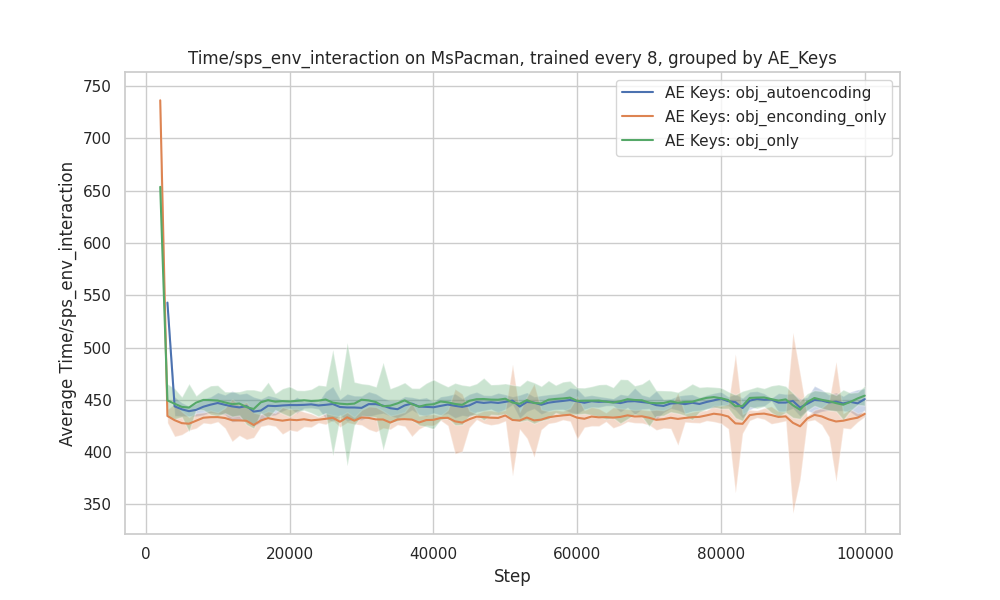 Time/sps_env_interaction on MsPacman, trained every 8, grouped by AE_Keys
AE Keys: obj_autoencoding
AE Keys: obj_enconding_only
AE Keys: obj_only
Average Time/sps_env_interaction
750
700
650
600
550
500
450
400
350
0
20000
40000
60000
80000
100000
Step